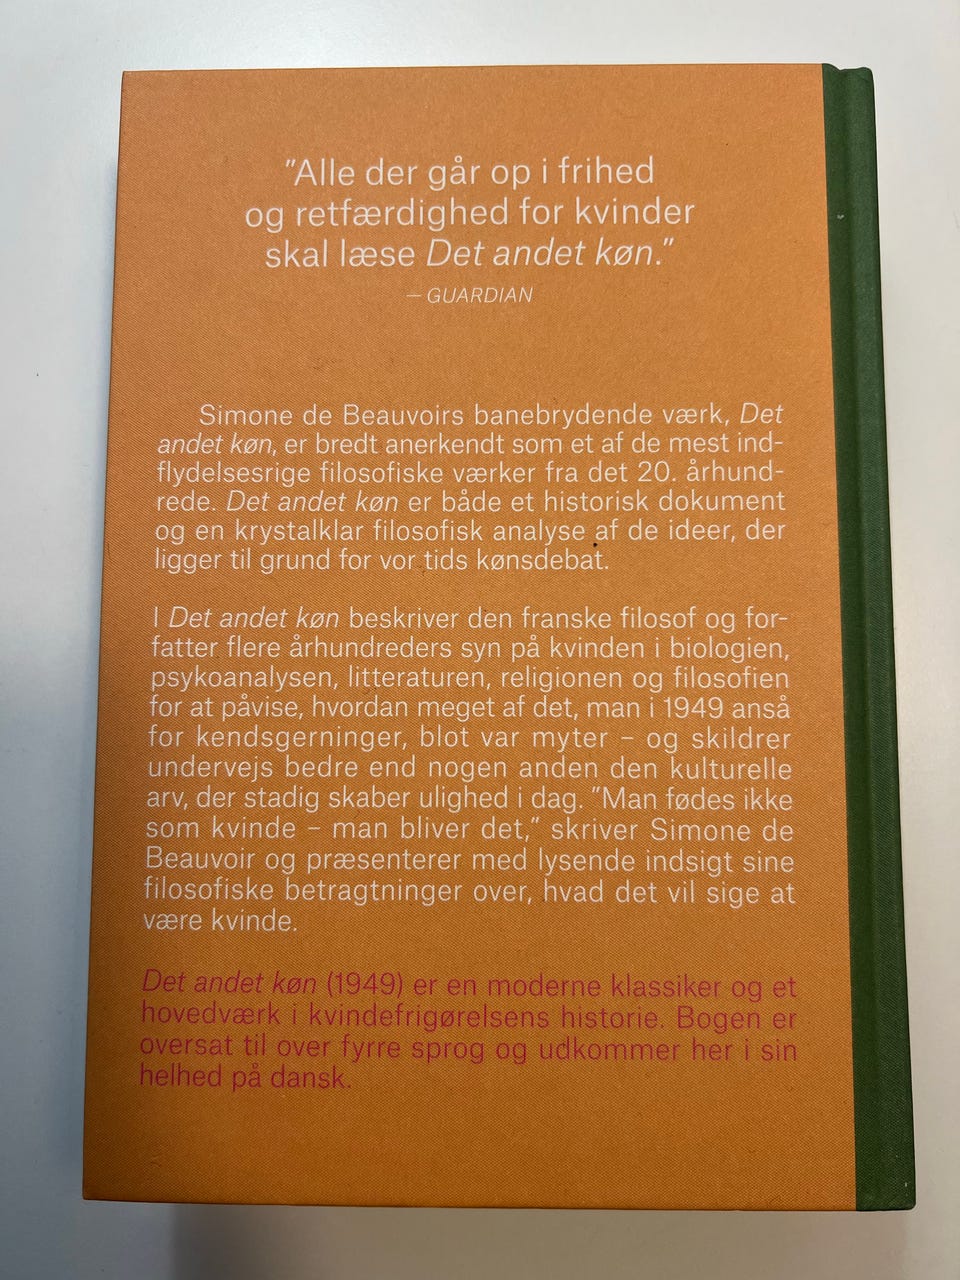 ”Alle der går op i frihed
og retfærdighed for kvinder
skal læse Det andet køn.”
– GUARDIAN
Simone de Beauvoirs banebrydende værk, Det
andet køn, er bredt anerkendt som et af de mest ind-
flydelsesrige filosofiske værker fra det 20. århund-
rede. Det andet køn er både et historisk dokument
og en krystalklar filosofisk analyse af de ideer, der
ligger til grund for vor tids kønsdebat.
I Det andet køn beskriver den franske filosof og for-
fatter flere århundreders syn på kvinden i biologien,
psykoanalysen, litteraturen, religionen og filosofien
for at påvise, hvordan meget af det, man i 1949 anså
for kendsgerninger, blot var myter – og skildrer
undervejs bedre end nogen anden den kulturelle
arv, der stadig skaber ulighed i dag. ”Man fødes ikke
som kvinde – man bliver det,” skriver Simone de
Beauvoir og præsenterer med lysende indsigt sine
filosofiske betragtninger over, hvad det vil sige at
være kvinde.
Det andet køn (1949) er en moderne klassiker og et
hovedværk i kvindefrigørelsens historie. Bogen er
oversat til over fyrre sprog og udkommer her i sin
helhed på dansk.